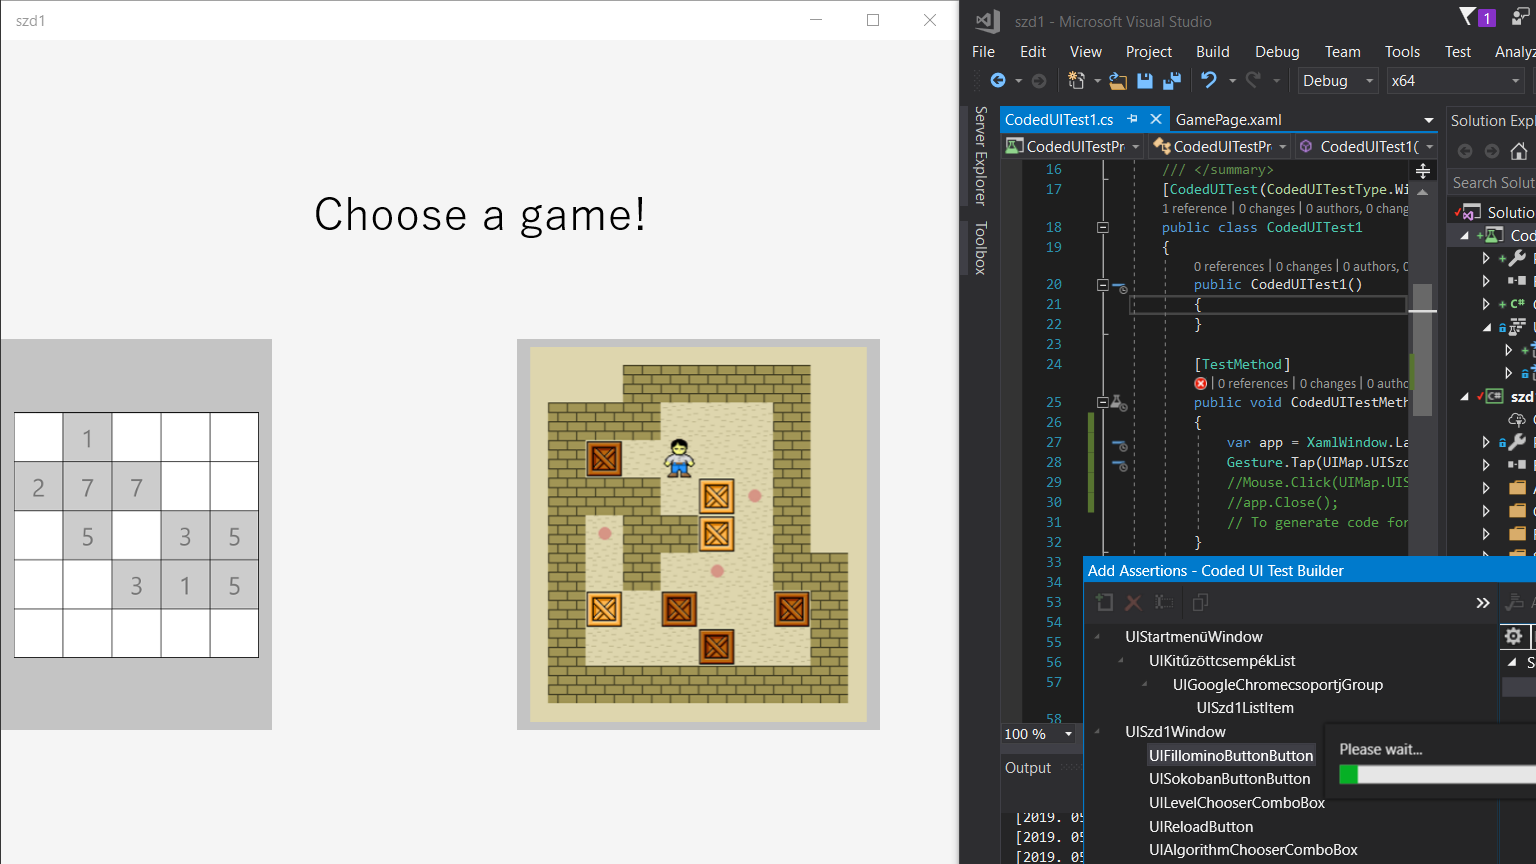 szd1
Choose a game!
1
2 7 7
5 3 5
3 1 5
szd1 - Microsoft Visual Studio
1
File Edit View Project Build Debug Team Tools Test Analyz
Debug x64
Server Explorer
Toolbox
CodedUITest1.cs GamePage.xaml
CodedUITestPr CodedUITestPr CodedUITest1(
16 /// </summary>
17 [CodedUITest(CodedUITestType.Wi
1 reference | 0 changes | 0 authors, 0 chang
18 public class CodedUITest1
19 {
0 references | 0 changes | 0 authors, 0
20 public CodedUITest1()
21 {
22 }
23
24 [TestMethod]
0 references | 0 changes | 0 autho
25 public void CodedUITestMeth
26 {
27 var app = XamlWindow.La
28 Gesture.Tap(UIMap.UISzd
29 //Mouse.Click(UIMap.UIS
30 //app.Close();
31 // To generate code for
32 }
33
34
53
54
55
56
57
58
100 %
Output
[2019. 05
[2019. 05
[2019. 05
Solution Exp
Search Solut
Solutio
Cod
C#
szd
Add Assertions - Coded UI Test Builder
UIStartmenüWindow
UIKitűzöttcsempékList
UIGoogleChromecsoportjGroup
UISzd1ListItem
UISzd1Window
UIFillominoButtonButton
UISokobanButtonButton
UILevelChooserComboBox
UIReloadButton
UIAlgorithmChooserComboBox
Please wait...